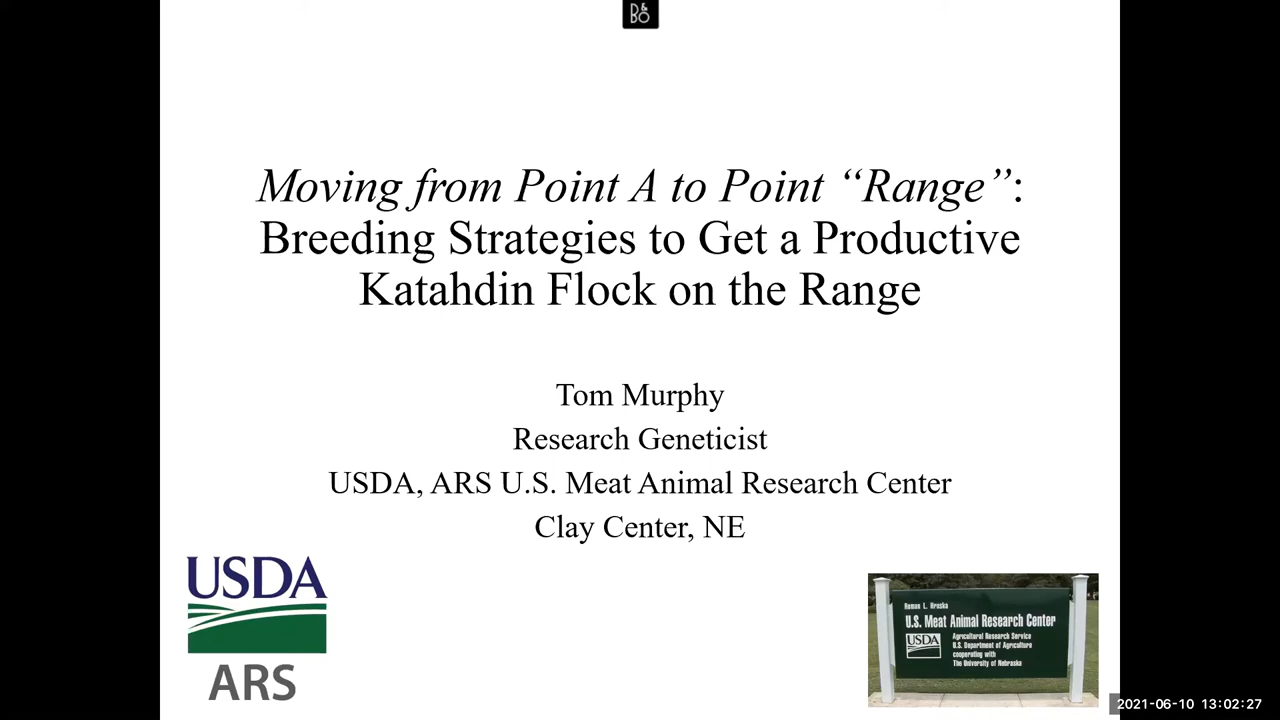 B&O
Moving from Point A to Point “Range”:
Breeding Strategies to Get a Productive
Katahdin Flock on the Range
Tom Murphy
Research Geneticist
USDA, ARS U.S. Meat Animal Research Center
Clay Center, NE
USDA
ARS
Roman L. Hruska
U.S. Meat Animal Research Center
USDA
Agricultural Research Service
U.S. Department of Agriculture
cooperating with
The University of Nebraska
2021-06-10 13:02:27